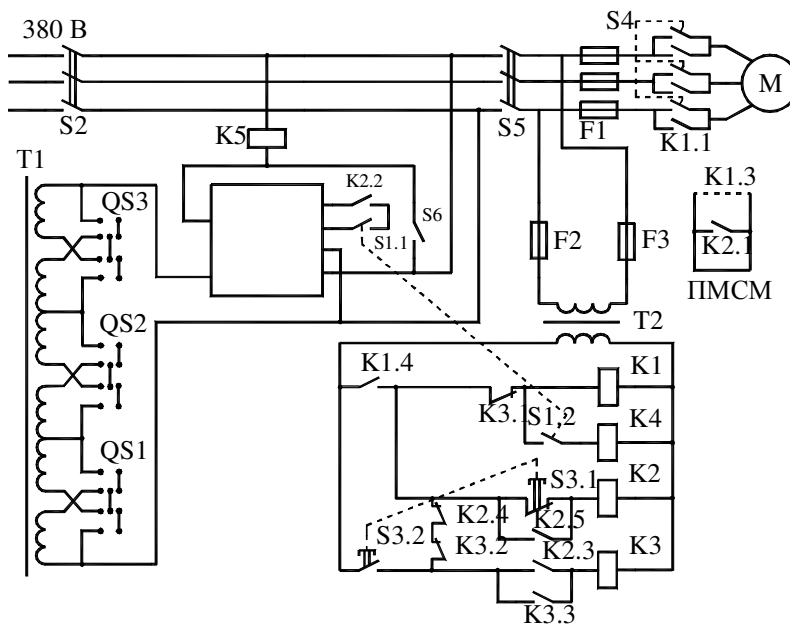 380 В
S4
S2
K5
S5
F1
K1.1
М
T1
QS3
K2.2
S6
S1.1
K1.3
K2.1
F2
F3
ПМСМ
QS2
T2
K1.4
K1
K3.1
S1.2
K4
QS1
S3.1
K2
K2.4
K2.5
S3.2
K3.2
K2.3
K3
K3.3